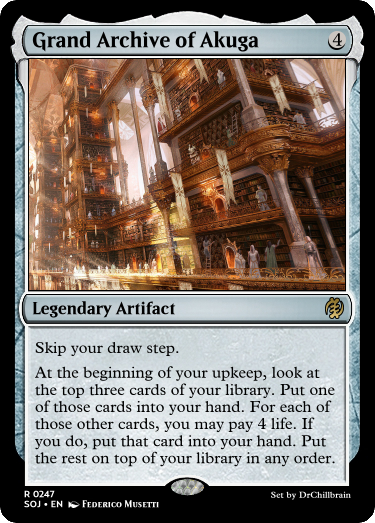 Grand Archive of Akuga 4
Legendary Artifact
Skip your draw step.
At the beginning of your upkeep, look at
the top three cards of your library. Put one
of those cards into your hand. For each of
those other cards, you may pay 4 life. If
you do, put that card into your hand. Put
the rest on top of your library in any order.
R 0247
SOJ • EN Federico Musetti
Set by DrChillbrain